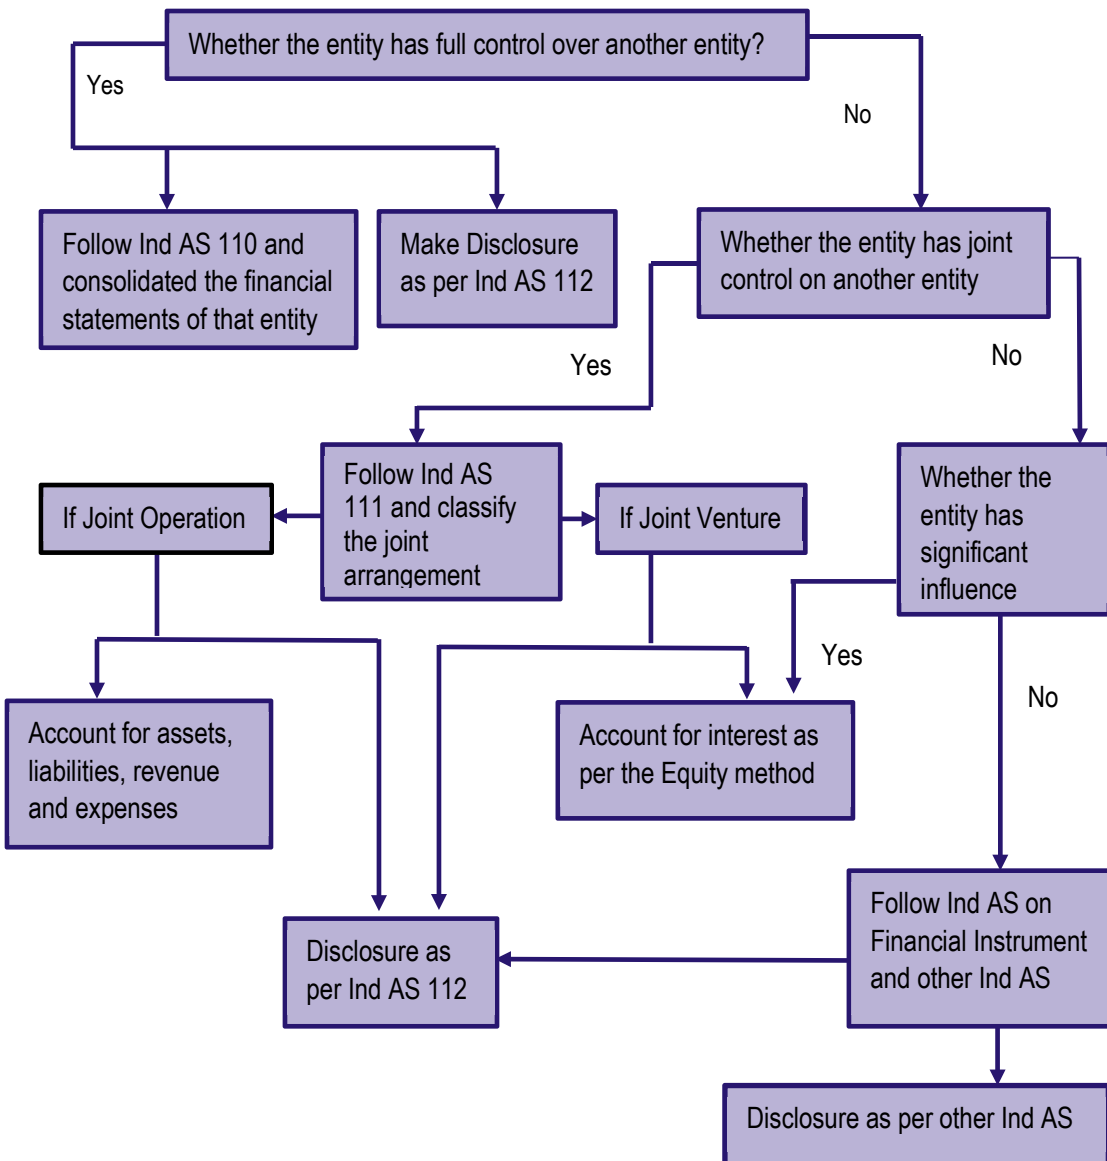 Whether the entity has full control over another entity?
Yes
No
Follow Ind AS 110 and
consolidated the financial
statements of that entity
Make Disclosure
as per Ind AS 112
Whether the entity has joint
control on another entity
Yes
No
If Joint Operation
Follow Ind AS
111 and classify
the joint
arrangement
If Joint Venture
Whether the
entity has
significant
influence
Yes
No
Account for assets,
liabilities, revenue
and expenses
Account for interest as
per the Equity method
Disclosure as
per Ind AS 112
Follow Ind AS on
Financial Instrument
and other Ind AS
Disclosure as per other Ind AS